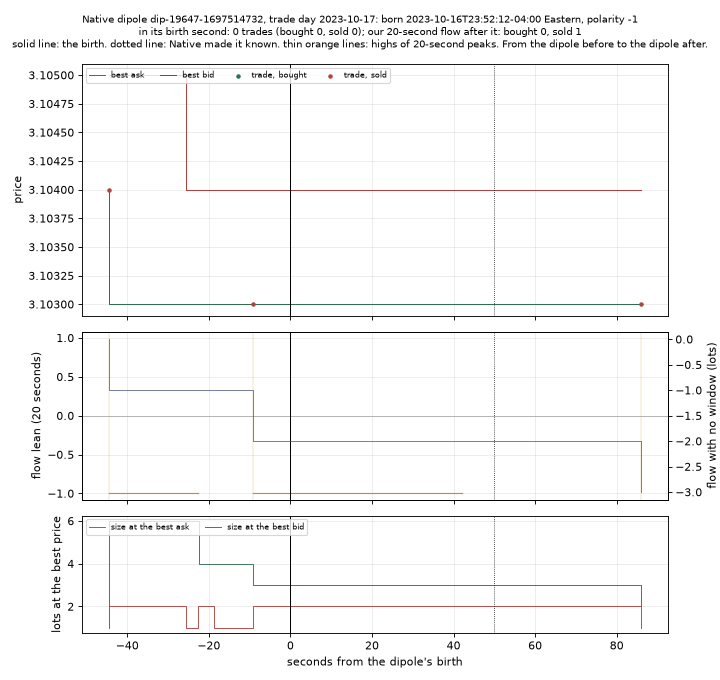 Native dipole dip-19647-1697514732, trade day 2023-10-17: born 2023-10-16T23:52:12-04:00 Eastern, polarity -1
in its birth second: 0 trades (bought 0, sold 0); our 20-second flow after it: bought 0, sold 1
solid line: the birth. dotted line: Native made it known. thin orange lines: highs of 20-second peaks. From the dipole before to the dipole after.
best ask
best bid
trade, bought
trade, sold
price
3.10500
3.10475
3.10450
3.10425
3.10400
3.10375
3.10350
3.10325
3.10300
flow lean (20 seconds)
1.0
0.5
0.0
−0.5
−1.0
0.0
−0.5
−1.0
−1.5
−2.0
−2.5
−3.0
flow with no window (lots)
size at the best ask
size at the best bid
lots at the best price
6
4
2
−40
−20
0
20
40
60
80
seconds from the dipole's birth